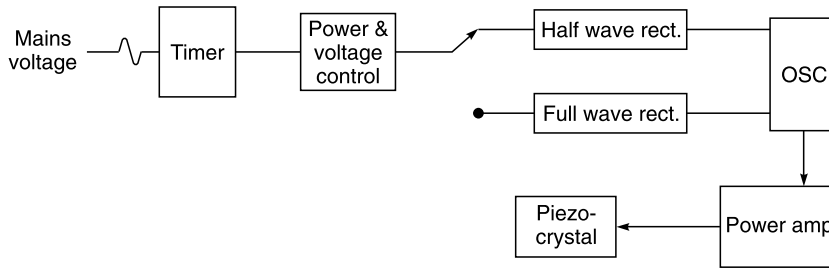 Mains
voltage
Timer
Power &
voltage
control
Half wave rect.
Full wave rect.
OSC
Power amp
Piezo-
crystal